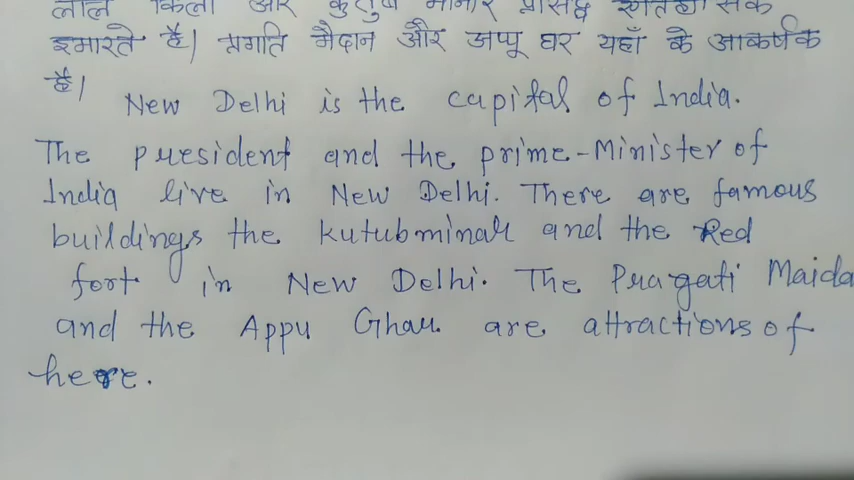 लाल किला और कुतुब मीनार प्रसिद्ध
इमारते है। प्रगति मैदान और अप्पू घर यहाँ के आकर्षक
है।
New Delhi is the capital of India.
The president and the prime-Minister of
India live in New Delhi. There are famous
buildings the Kutubminar and the Red
fort in New Delhi. The Pragati Maida
and the Appu Ghar are attractions of
here.